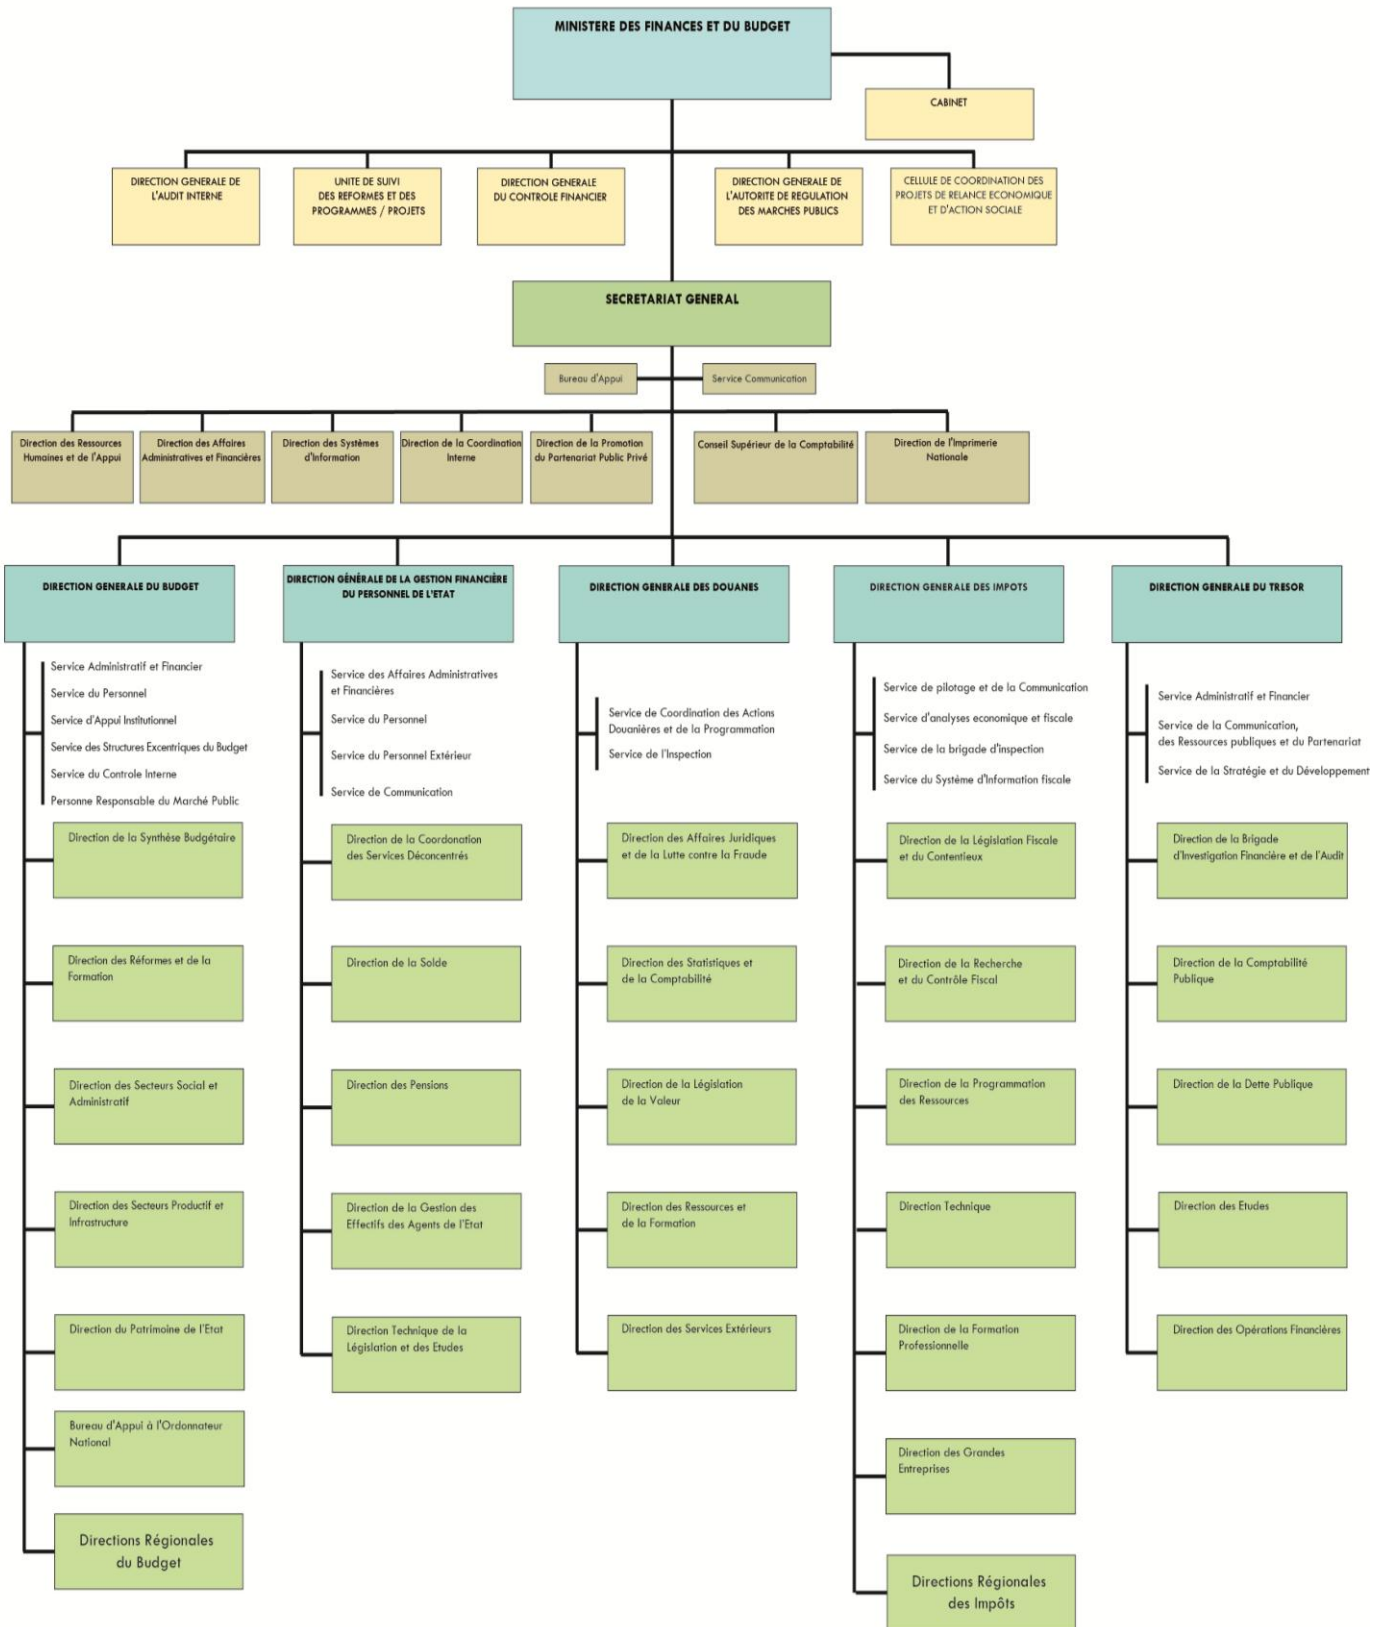 MINISTERE DES FINANCES ET DU BUDGET
CABINET
DIRECTION GENERALE DE
L'AUDIT INTERNE
UNITE DE SUIVI
DES REFORMES ET DES
PROGRAMMES / PROJETS
DIRECTION GENERALE
DU CONTROLE FINANCIER
DIRECTION GENERALE DE
L'AUTORITE DE REGULATION
DES MARCHES PUBLICS
CELLULE DE COORDINATION DES
PROJETS DE RELANCE ECONOMIQUE
ET D'ACTION SOCIALE
SECRETARIAT GENERAL
Bureau d'Appui
Service Communication
Direction des Ressources
Humaines et de l'Appui
Direction des Affaires
Administratives et Financières
Direction des Systèmes
d'Information
Direction de la Coordination
Interne
Direction de la Promotion
du Partenariat Public Privé
Conseil Supérieur de la Comptabilité
Direction de l'Imprimerie
Nationale
DIRECTION GENERALE DU BUDGET
Service Administratif et Financier
Service du Personnel
Service d'Appui Institutionnel
Service des Structures Excentriques du Budget
Service du Controle Interne
Personne Responsable du Marché Public
Direction de la Synthèse Budgétaire
Direction des Réformes et de la
Formation
Direction des Secteurs Social et
Administratif
Direction des Secteurs Productif et
Infrastructure
Direction du Patrimoine de l'Etat
Bureau d'Appui à l'Ordonnateur
National
Directions Régionales
du Budget
DIRECTION GÉNÉRALE DE LA GESTION FINANCIÈRE
DU PERSONNEL DE L'ETAT
Service des Affaires Administratives
et Financières
Service du Personnel
Service du Personnel Extérieur
Service de Communication
Direction de la Coordonation
des Services Déconcentrés
Direction de la Solde
Direction des Pensions
Direction de la Gestion des
Effectifs des Agents de l'Etat
Direction Technique de la
Législation et des Etudes
DIRECTION GENERALE DES DOUANES
Service de Coordination des Actions
Douanières et de la Programmation
Service de l'Inspection
Direction des Affaires Juridiques
et de la Lutte contre la Fraude
Direction des Statistiques et
de la Comptabilité
Direction de la Législation
de la Valeur
Direction des Ressources et
de la Formation
Direction des Services Extérieurs
DIRECTION GENERALE DES IMPOTS
Service de pilotage et de la Communication
Service d'analyses economique et fiscale
Service de la brigade d'inspection
Service du Système d'Information fiscale
Direction de la Législation Fiscale
et du Contentieux
Direction de la Recherche
et du Contrôle Fiscal
Direction de la Programmation
des Ressources
Direction Technique
Direction de la Formation
Professionnelle
Direction des Grandes
Entreprises
Directions Régionales
des Impôts
DIRECTION GENERALE DU TRESOR
Service Administratif et Financier
Service de la Communication,
des Ressources publiques et du Partenariat
Service de la Stratégie et du Développement
Direction de la Brigade
d'Investigation Financière et de l'Audit
Direction de la Comptabilité
Publique
Direction de la Dette Publique
Direction des Etudes
Direction des Opérations Financières